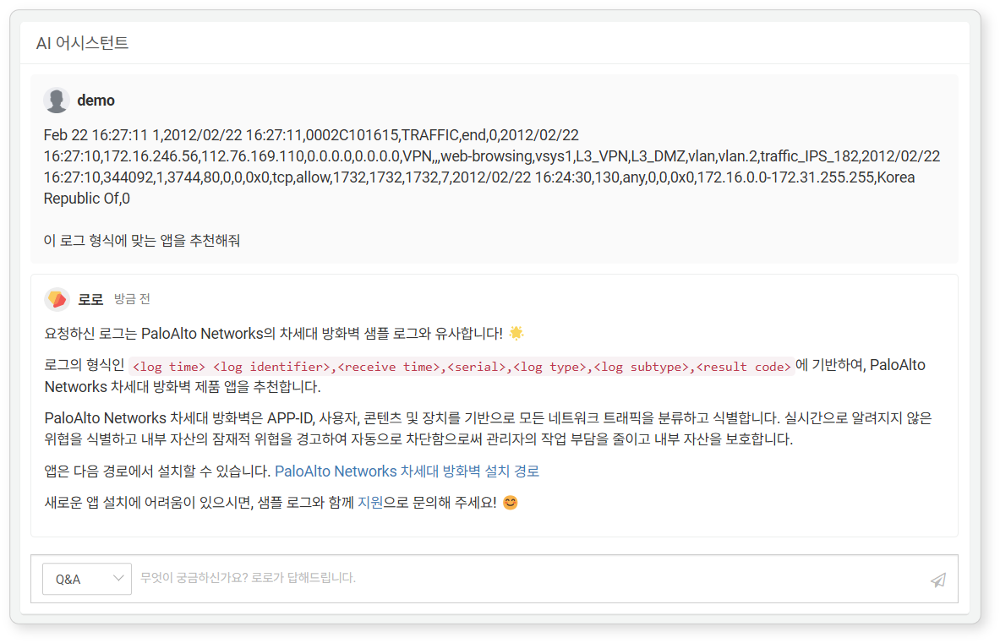 AI 어시스턴트
demo
Feb 22 16:27:11 1,2012/02/22 16:27:11,0002C101615,TRAFFIC,end,0,2012/02/22
16:27:10,172.16.246.56,112.76.169.110,0.0.0.0,0.0.0.0,VPN,,,web-browsing,vsys1,L3_VPN,L3_DMZ,vlan,vlan.2,traffic_IPS_182,2012/02/22
16:27:10,344092,1,3744,80,0,0,0x0,tcp,allow,1732,1732,1732,7,2012/02/22 16:24:30,130,any,0,0,0x0,172.16.0.0-172.31.255.255,Korea
Republic Of,0
이 로그 형식에 맞는 앱을 추천해줘
로로 방금 전
요청하신 로그는 PaloAlto Networks의 차세대 방화벽 샘플 로그와 유사합니다! 🌟
로그의 형식인 <log time> <log identifier>,<receive time>,<serial>,<log type>,<log subtype>,<result code>에 기반하여, PaloAlto
Networks 차세대 방화벽 제품 앱을 추천합니다.
PaloAlto Networks 차세대 방화벽은 APP-ID, 사용자, 콘텐츠 및 장치를 기반으로 모든 네트워크 트래픽을 분류하고 식별합니다. 실시간으로 알려지지 않은
위협을 식별하고 내부 자산의 잠재적 위협을 경고하여 자동으로 차단함으로써 관리자의 작업 부담을 줄이고 내부 자산을 보호합니다.
앱은 다음 경로에서 설치할 수 있습니다. PaloAlto Networks 차세대 방화벽 설치 경로
새로운 앱 설치에 어려움이 있으시면, 샘플 로그와 함께 지원으로 문의해 주세요! 😊
Q&A 무엇이 궁금하신가요? 로로가 답해드립니다.